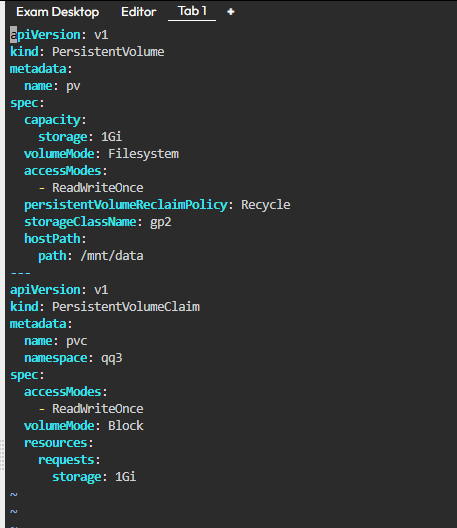 Exam Desktop Editor Tab 1 +
apiVersion: v1
kind: PersistentVolume
metadata:
  name: pv
spec:
  capacity:
    storage: 1Gi
  volumeMode: Filesystem
  accessModes:
    - ReadWriteOnce
  persistentVolumeReclaimPolicy: Recycle
  storageClassName: gp2
  hostPath:
    path: /mnt/data
---
apiVersion: v1
kind: PersistentVolumeClaim
metadata:
  name: pvc
  namespace: qq3
spec:
  accessModes:
    - ReadWriteOnce
  volumeMode: Block
  resources:
    requests:
      storage: 1Gi
~
~
~